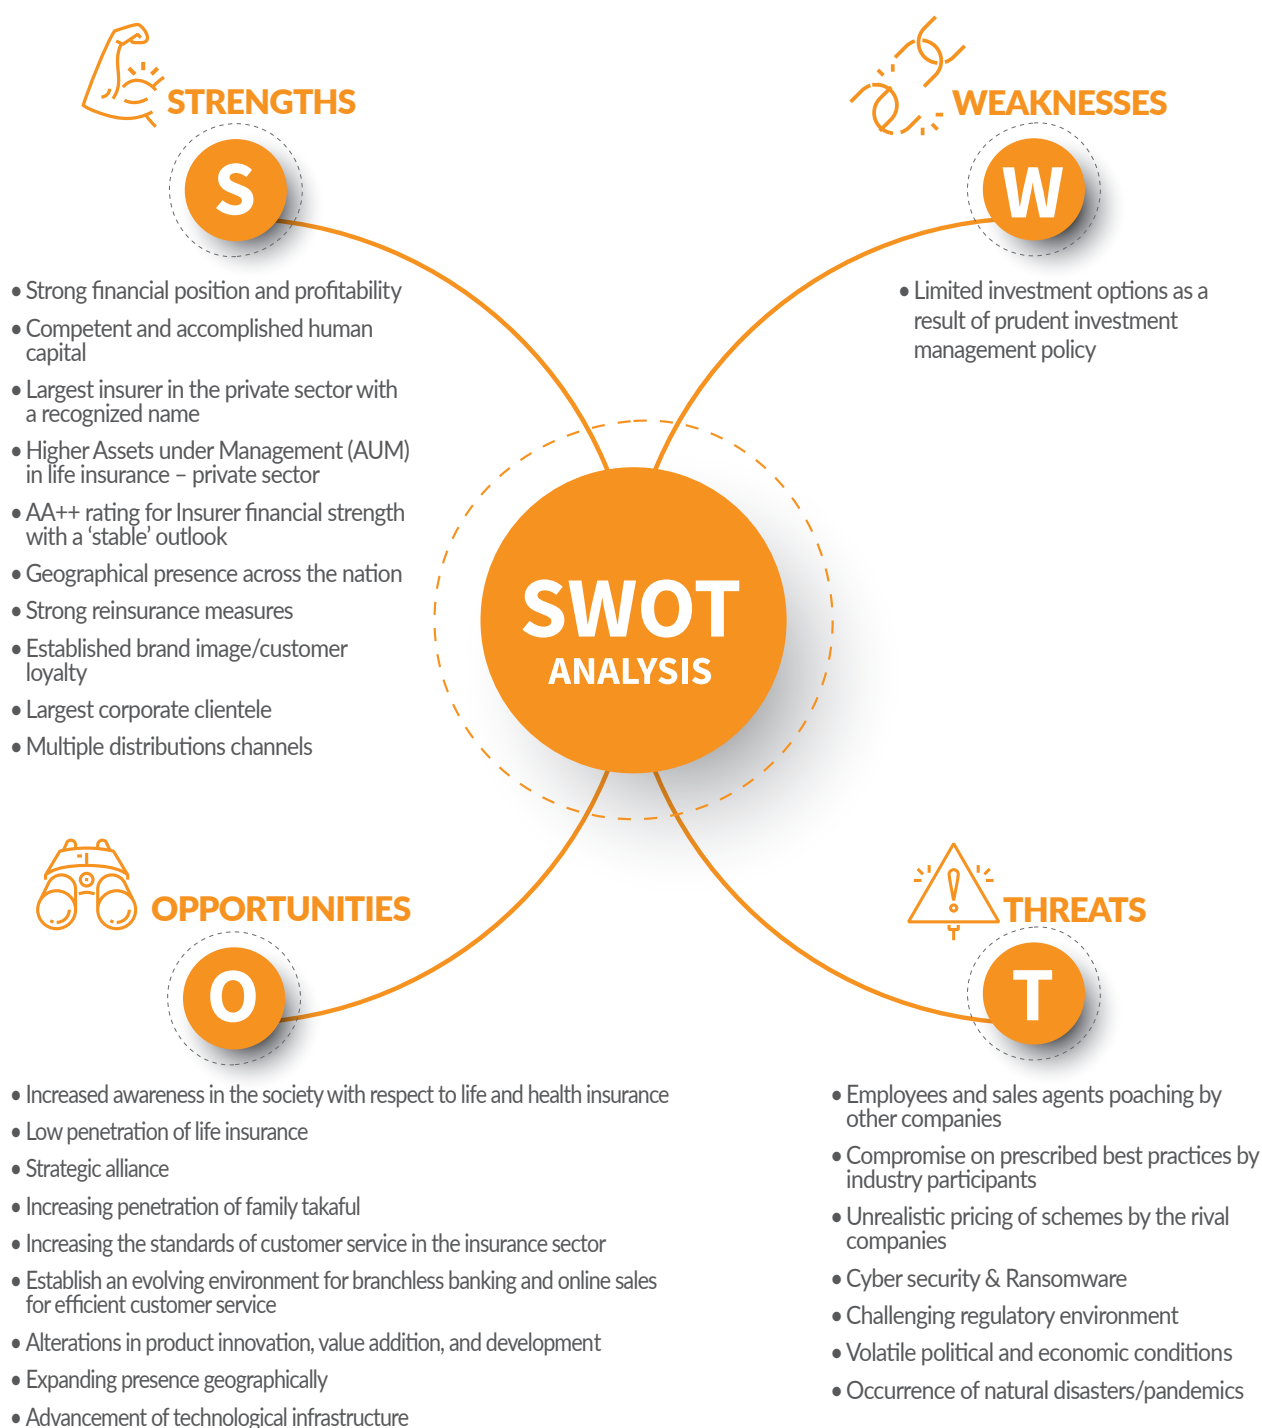 STRENGTHS
S
• Strong financial position and profitability
• Competent and accomplished human
capital
• Largest insurer in the private sector with
a recognized name
• Higher Assets under Management (AUM)
in life insurance – private sector
• AA++ rating for Insurer financial strength
with a ‘stable’ outlook
• Geographical presence across the nation
• Strong reinsurance measures
• Established brand image/customer
loyalty
• Largest corporate clientele
• Multiple distributions channels
WEAKNESSES
W
• Limited investment options as a
result of prudent investment
management policy
SWOT
ANALYSIS
OPPORTUNITIES
O
• Increased awareness in the society with respect to life and health insurance
• Low penetration of life insurance
• Strategic alliance
• Increasing penetration of family takaful
• Increasing the standards of customer service in the insurance sector
• Establish an evolving environment for branchless banking and online sales
for efficient customer service
• Alterations in product innovation, value addition, and development
• Expanding presence geographically
• Advancement of technological infrastructure
THREATS
T
• Employees and sales agents poaching by
other companies
• Compromise on prescribed best practices by
industry participants
• Unrealistic pricing of schemes by the rival
companies
• Cyber security & Ransomware
• Challenging regulatory environment
• Volatile political and economic conditions
• Occurrence of natural disasters/pandemics